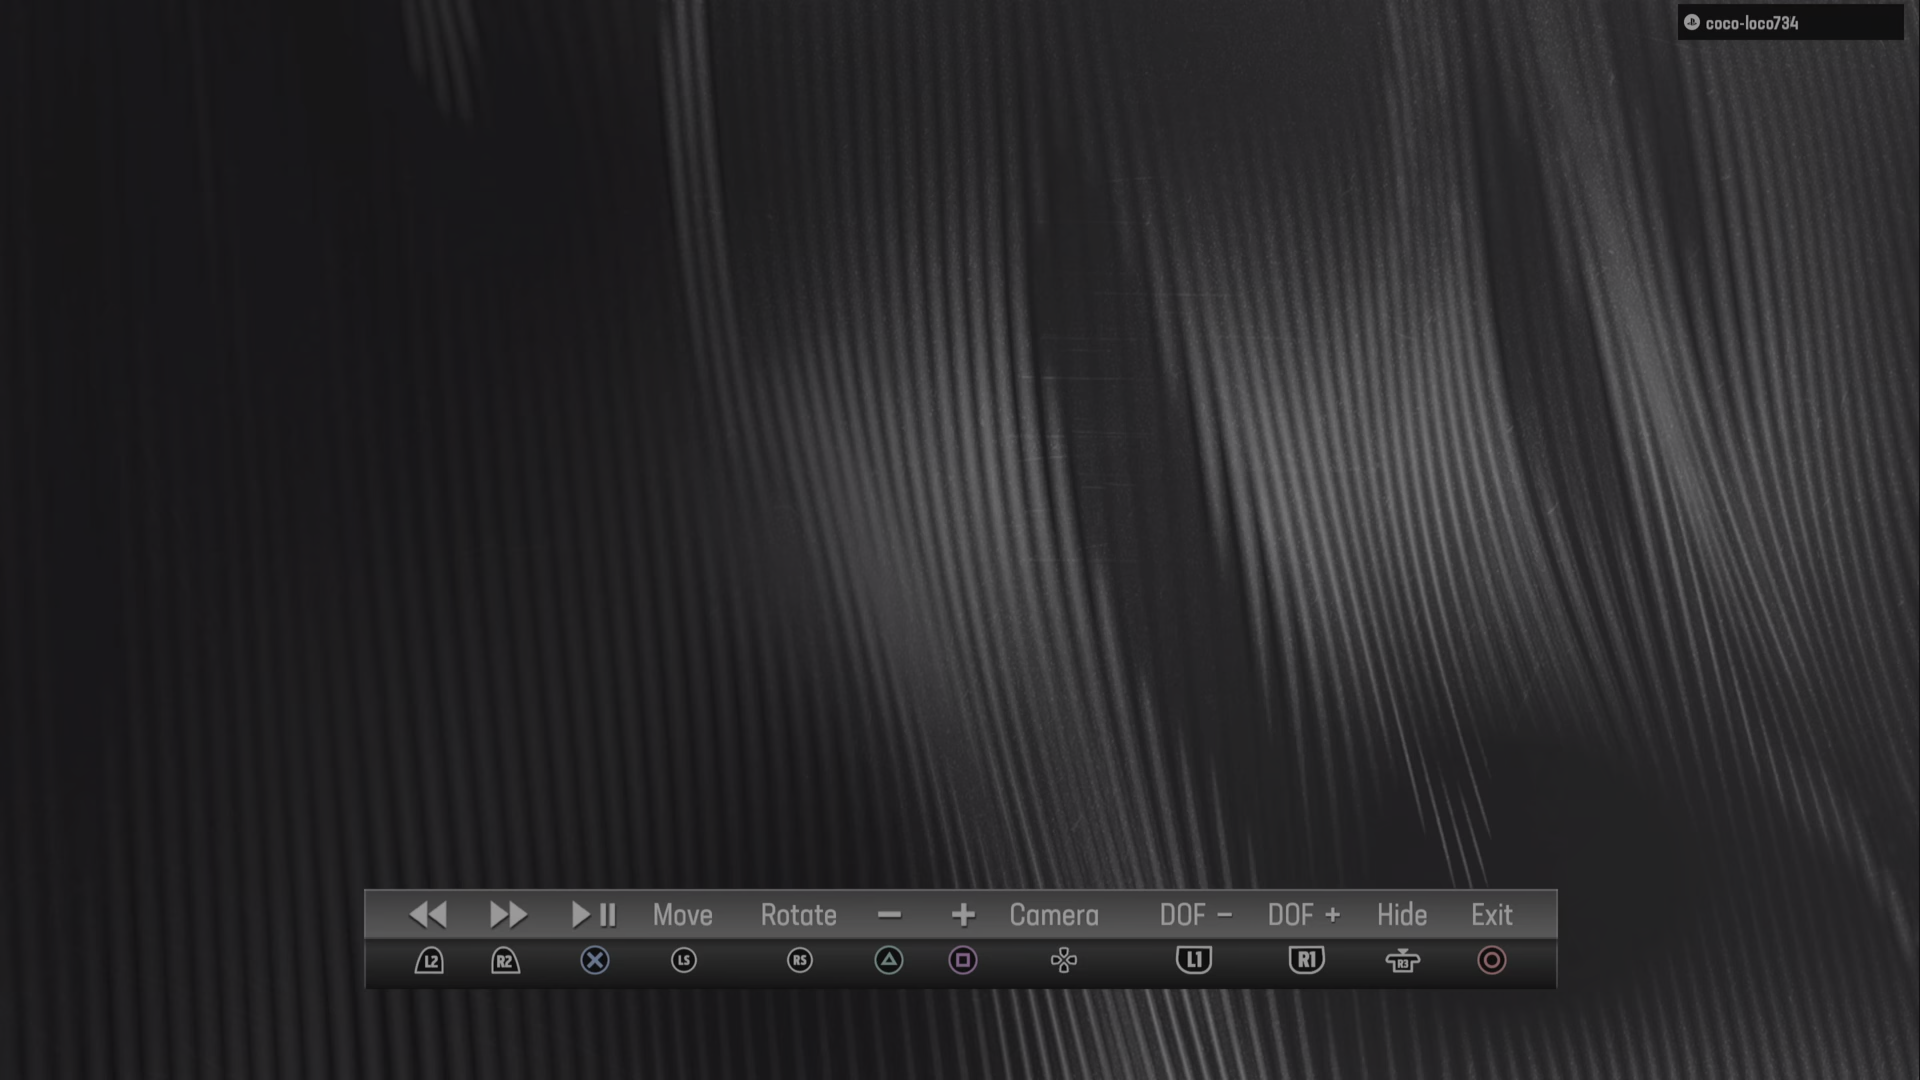 coco-loco734
Move Rotate − + Camera DOF − DOF + Hide Exit
L2 R2 LS RS L1 R1 R3